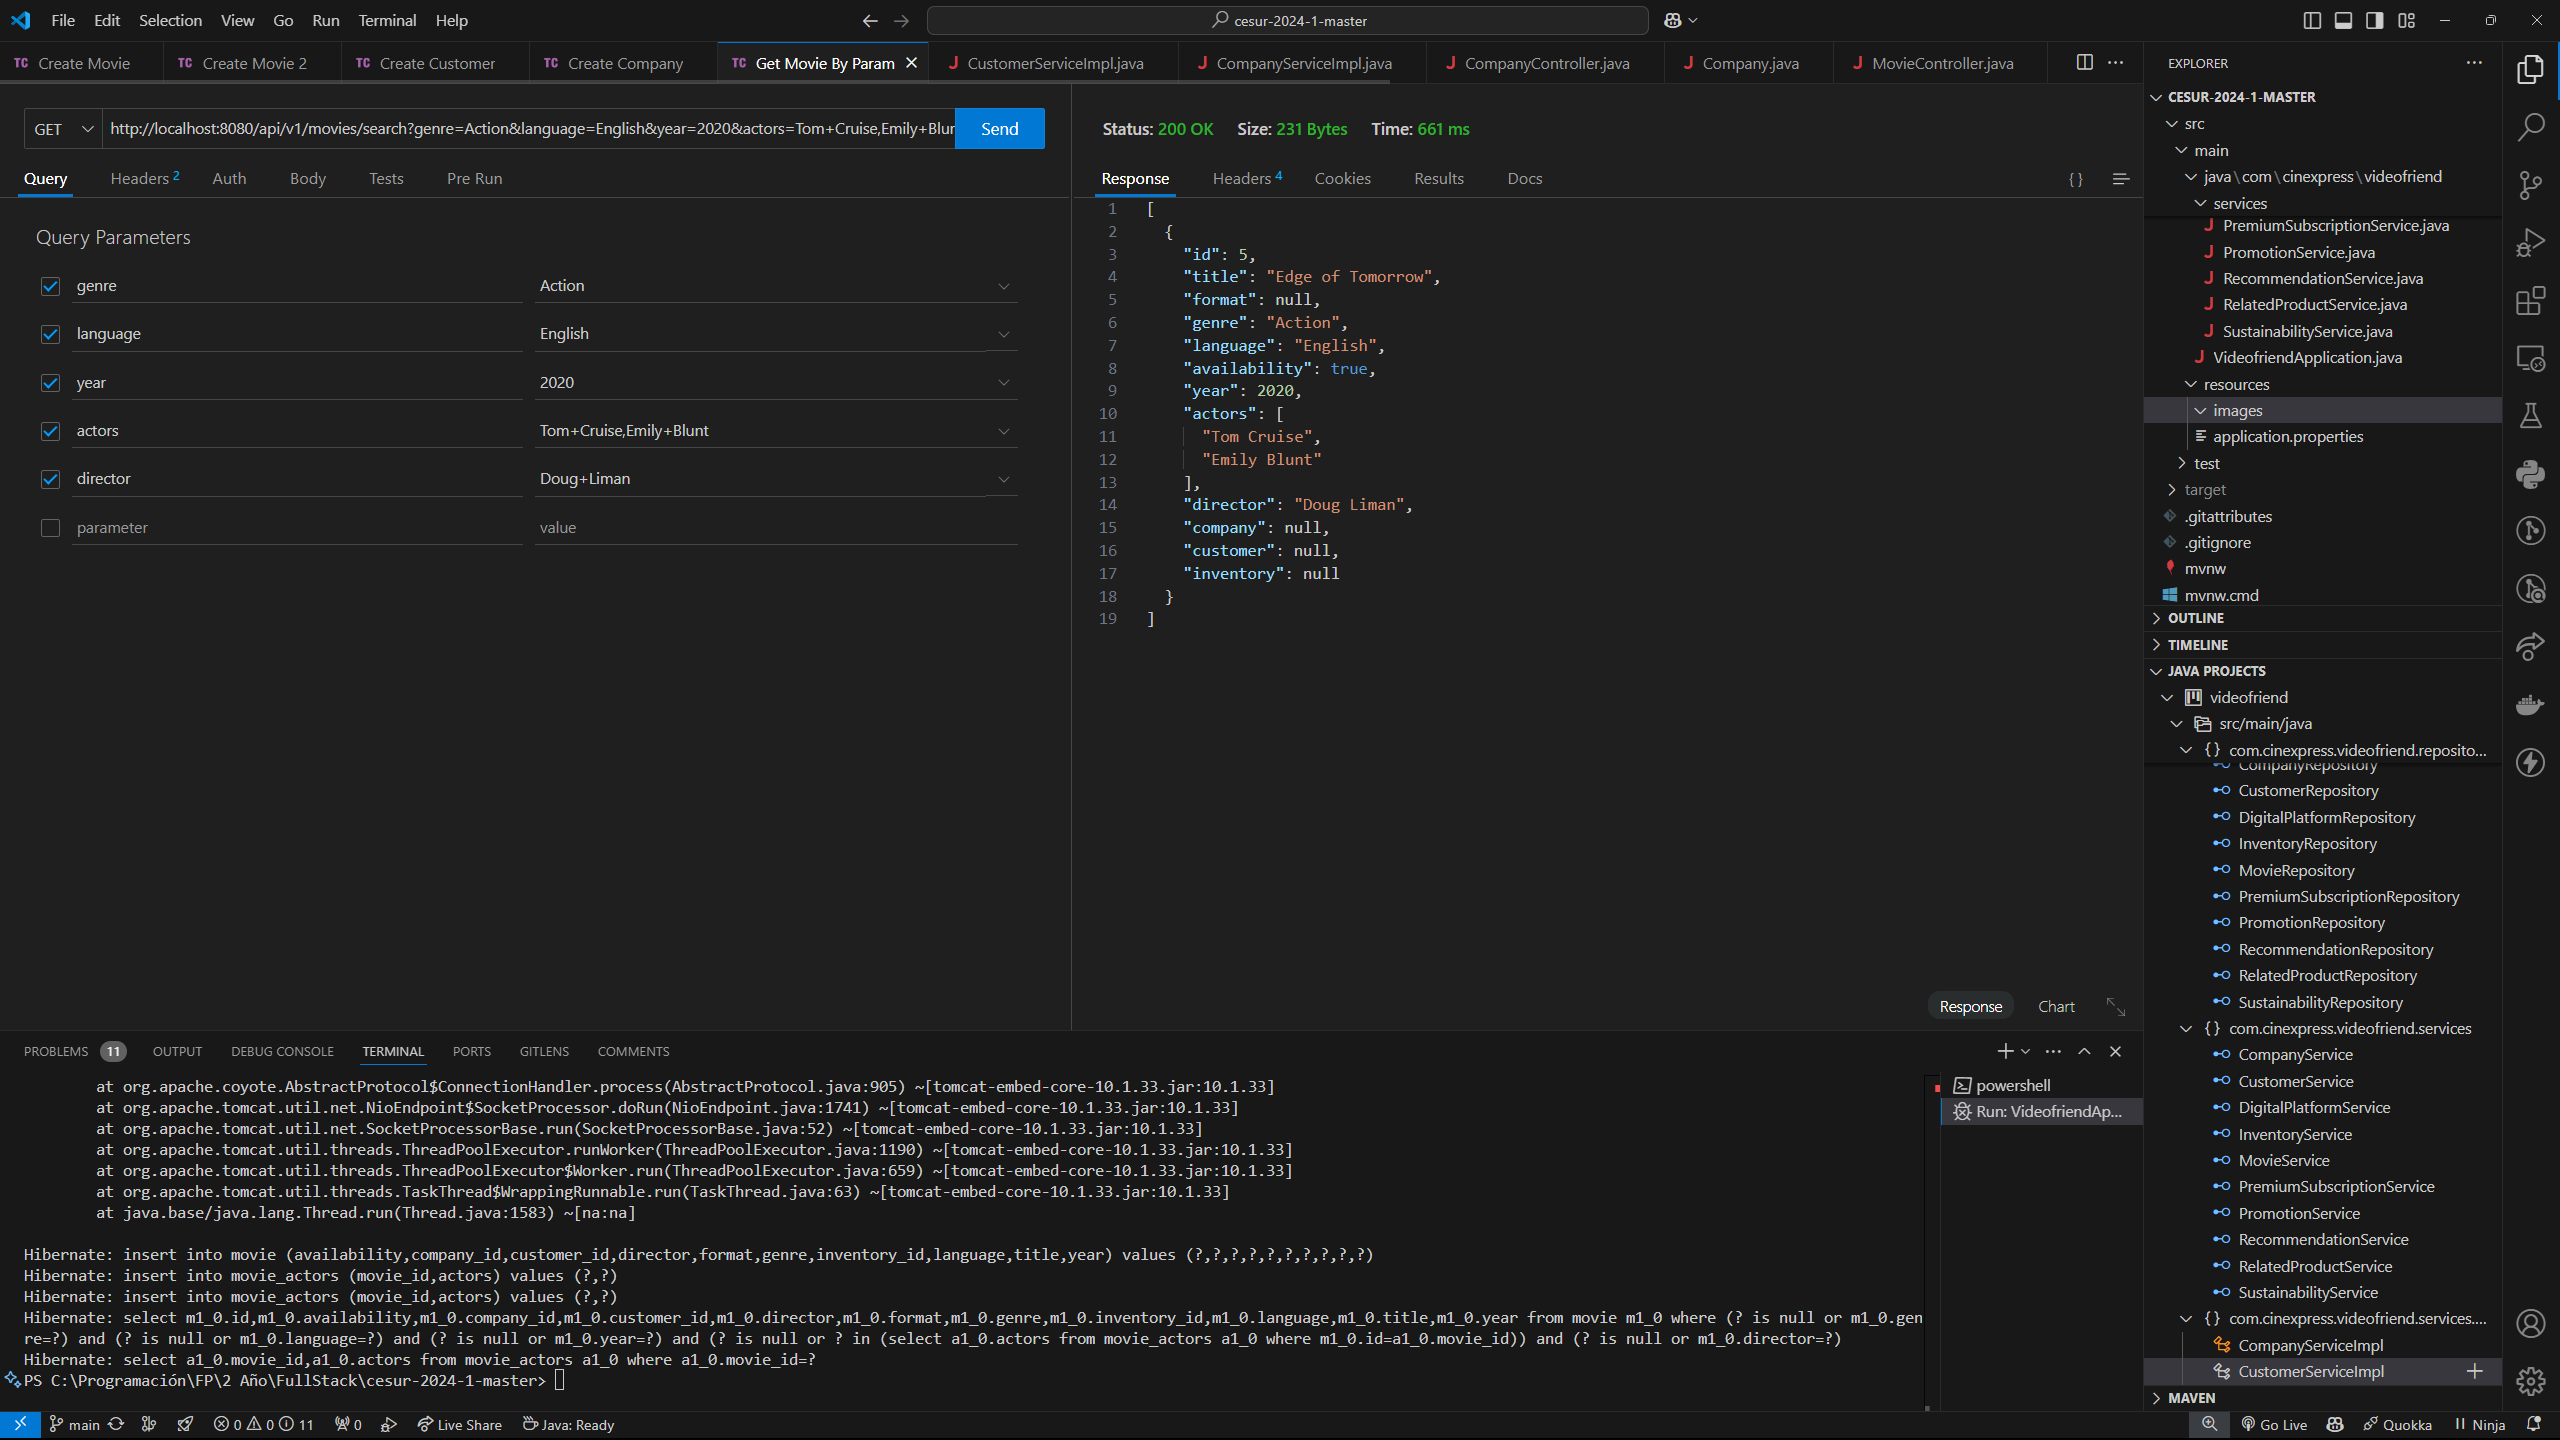 File Edit Selection View Go Run Terminal Help
cesur-2024-1-master
TC Create Movie
TC Create Movie 2
TC Create Customer
TC Create Company
TC Get Movie By Param
J CustomerServiceImpl.java
J CompanyServiceImpl.java
J CompanyController.java
J Company.java
J MovieController.java
GET
http://localhost:8080/api/v1/movies/search?genre=Action&language=English&year=2020&actors=Tom+Cruise,Emily+Blur
Send
Query Headers 2 Auth Body Tests Pre Run
Query Parameters
genre Action
language English
year 2020
actors Tom+Cruise,Emily+Blunt
director Doug+Liman
parameter value
Status: 200 OK Size: 231 Bytes Time: 661 ms
Response Headers 4 Cookies Results Docs
{ }
1 [
2 {
3 "id": 5,
4 "title": "Edge of Tomorrow",
5 "format": null,
6 "genre": "Action",
7 "language": "English",
8 "availability": true,
9 "year": 2020,
10 "actors": [
11 "Tom Cruise",
12 "Emily Blunt"
13 ],
14 "director": "Doug Liman",
15 "company": null,
16 "customer": null,
17 "inventory": null
18 }
19 ]
Response Chart
PROBLEMS 11 OUTPUT DEBUG CONSOLE TERMINAL PORTS GITLENS COMMENTS
at org.apache.coyote.AbstractProtocol$ConnectionHandler.process(AbstractProtocol.java:905) ~[tomcat-embed-core-10.1.33.jar:10.1.33]
at org.apache.tomcat.util.net.NioEndpoint$SocketProcessor.doRun(NioEndpoint.java:1741) ~[tomcat-embed-core-10.1.33.jar:10.1.33]
at org.apache.tomcat.util.net.SocketProcessorBase.run(SocketProcessorBase.java:52) ~[tomcat-embed-core-10.1.33.jar:10.1.33]
at org.apache.tomcat.util.threads.ThreadPoolExecutor.runWorker(ThreadPoolExecutor.java:1190) ~[tomcat-embed-core-10.1.33.jar:10.1.33]
at org.apache.tomcat.util.threads.ThreadPoolExecutor$Worker.run(ThreadPoolExecutor.java:659) ~[tomcat-embed-core-10.1.33.jar:10.1.33]
at org.apache.tomcat.util.threads.TaskThread$WrappingRunnable.run(TaskThread.java:63) ~[tomcat-embed-core-10.1.33.jar:10.1.33]
at java.base/java.lang.Thread.run(Thread.java:1583) ~[na:na]
Hibernate: insert into movie (availability,company_id,customer_id,director,format,genre,inventory_id,language,title,year) values (?,?,?,?,?,?,?,?,?,?)
Hibernate: insert into movie_actors (movie_id,actors) values (?,?)
Hibernate: insert into movie_actors (movie_id,actors) values (?,?)
Hibernate: select m1_0.id,m1_0.availability,m1_0.company_id,m1_0.customer_id,m1_0.director,m1_0.format,m1_0.genre,m1_0.inventory_id,m1_0.language,m1_0.title,m1_0.year from movie m1_0 where (? is null or m1_0.gen
re=?) and (? is null or m1_0.language=?) and (? is null or m1_0.year=?) and (? is null or ? in (select a1_0.actors from movie_actors a1_0 where m1_0.id=a1_0.movie_id)) and (? is null or m1_0.director=?)
Hibernate: select a1_0.movie_id,a1_0.actors from movie_actors a1_0 where a1_0.movie_id=?
PS C:\Programación\FP\2 Año\FullStack\cesur-2024-1-master>
powershell
Run: VideofriendAp...
EXPLORER
CESUR-2024-1-MASTER
src
main
java\com\cinexpress\videofriend
services
J PremiumSubscriptionService.java
J PromotionService.java
J RecommendationService.java
J RelatedProductService.java
J SustainabilityService.java
J VideofriendApplication.java
resources
images
application.properties
test
target
.gitattributes
.gitignore
mvnw
mvnw.cmd
OUTLINE
TIMELINE
JAVA PROJECTS
videofriend
src/main/java
{} com.cinexpress.videofriend.reposito...
CompanyRepository
CustomerRepository
DigitalPlatformRepository
InventoryRepository
MovieRepository
PremiumSubscriptionRepository
PromotionRepository
RecommendationRepository
RelatedProductRepository
SustainabilityRepository
{} com.cinexpress.videofriend.services
CompanyService
CustomerService
DigitalPlatformService
InventoryService
MovieService
PremiumSubscriptionService
PromotionService
RecommendationService
RelatedProductService
SustainabilityService
{} com.cinexpress.videofriend.services....
CompanyServiceImpl
CustomerServiceImpl
MAVEN
main 0 0 11 0 Live Share Java: Ready
Go Live Quokka Ninja